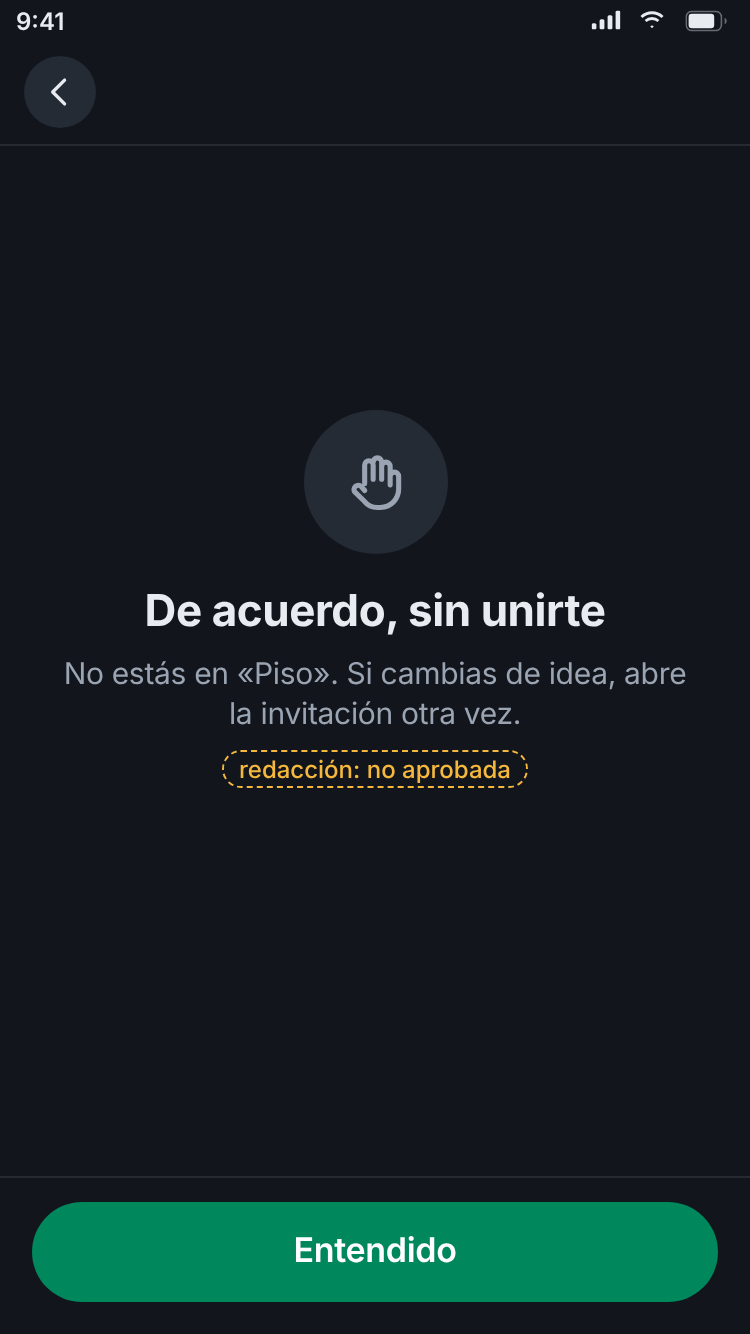 9:41
De acuerdo, sin unirte
No estás en «Piso». Si cambias de idea, abre
la invitación otra vez.
redacción: no aprobada
Entendido